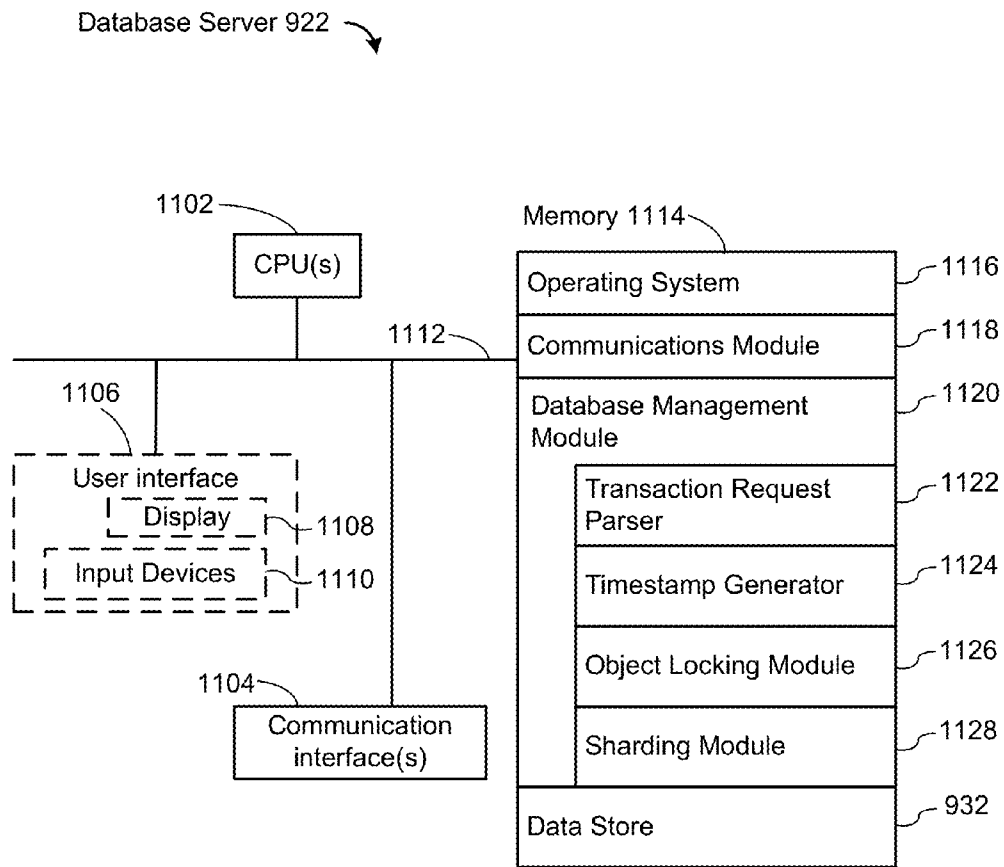 Database Server 922
1102
CPU(s)
Memory 1114
Operating System
1116
1112
Communications Module
1118
1106
Database Management
Module
1120
User interface
Display
1108
Input Devices
1110
Transaction Request
Parser
1122
Timestamp Generator
1124
Object Locking Module
1126
1104
Communication
interface(s)
Sharding Module
1128
Data Store
932